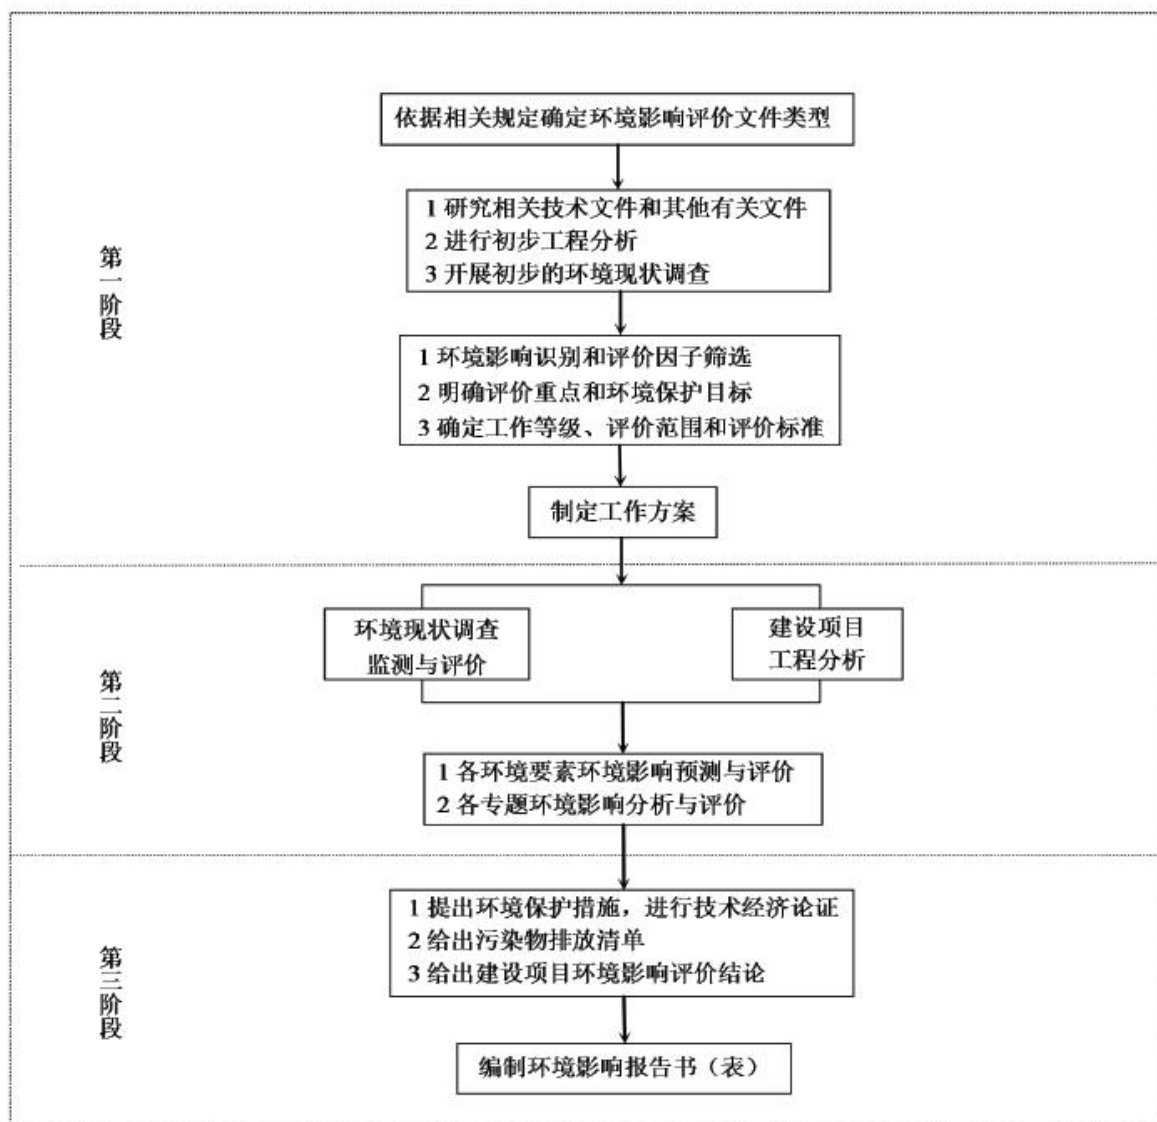 依据相关规定确定环境影响评价文件类型
1 研究相关技术文件和其他有关文件
2 进行初步工程分析
3 开展初步的环境现状调查
第一阶段
1 环境影响识别和评价因子筛选
2 明确评价重点和环境保护目标
3 确定工作等级、评价范围和评价标准
制定工作方案
环境现状调查
监测与评价
建设项目
工程分析
第二阶段
1 各环境要素环境影响预测与评价
2 各专题环境影响分析与评价
1 提出环境保护措施，进行技术经济论证
2 给出污染物排放清单
3 给出建设项目环境影响评价结论
第三阶段
编制环境影响报告书（表）